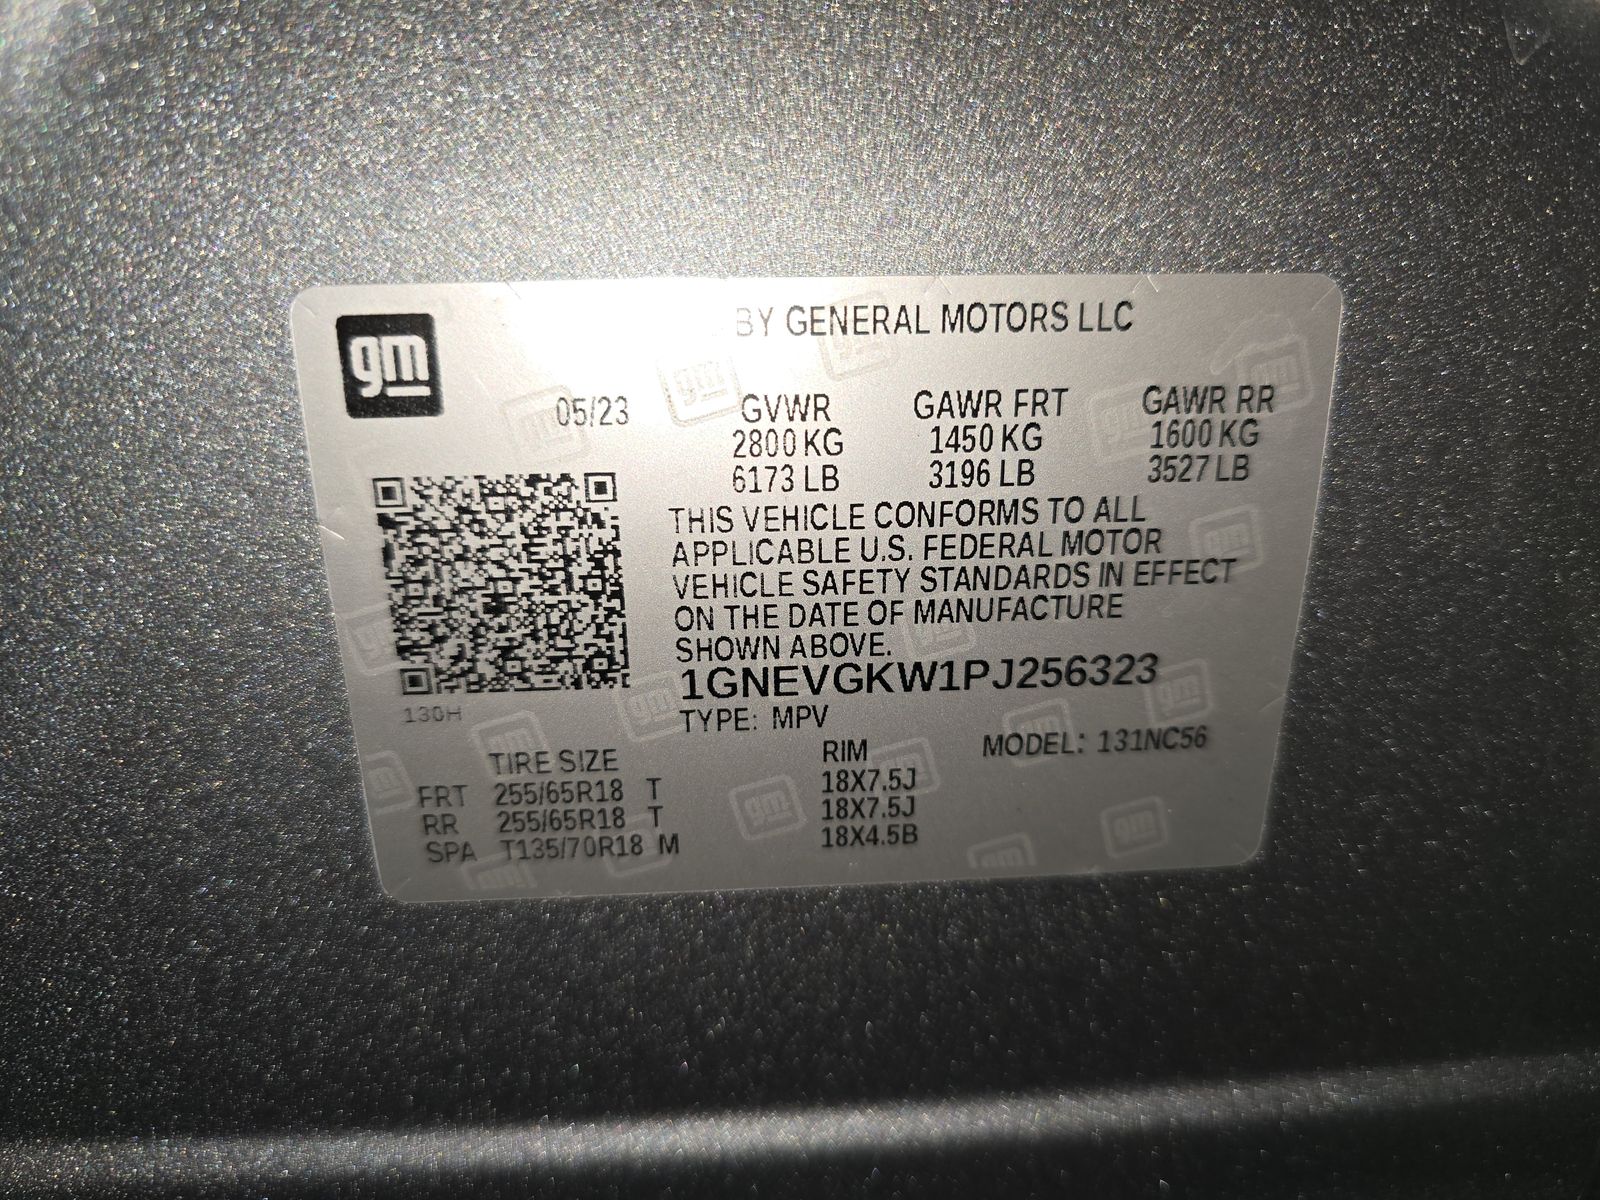 gm
BY GENERAL MOTORS LLC
05/23 GVWR GAWR FRT GAWR RR
2800 KG 1450 KG 1600 KG
6173 LB 3196 LB 3527 LB
THIS VEHICLE CONFORMS TO ALL
APPLICABLE U.S. FEDERAL MOTOR
VEHICLE SAFETY STANDARDS IN EFFECT
ON THE DATE OF MANUFACTURE
SHOWN ABOVE.
1GNEVGKW1PJ256323
130H
TYPE: MPV
TIRE SIZE RIM MODEL: 131NC56
FRT 255/65R18 T 18X7.5J
RR 255/65R18 T 18X7.5J
SPA T135/70R18 M 18X4.5B